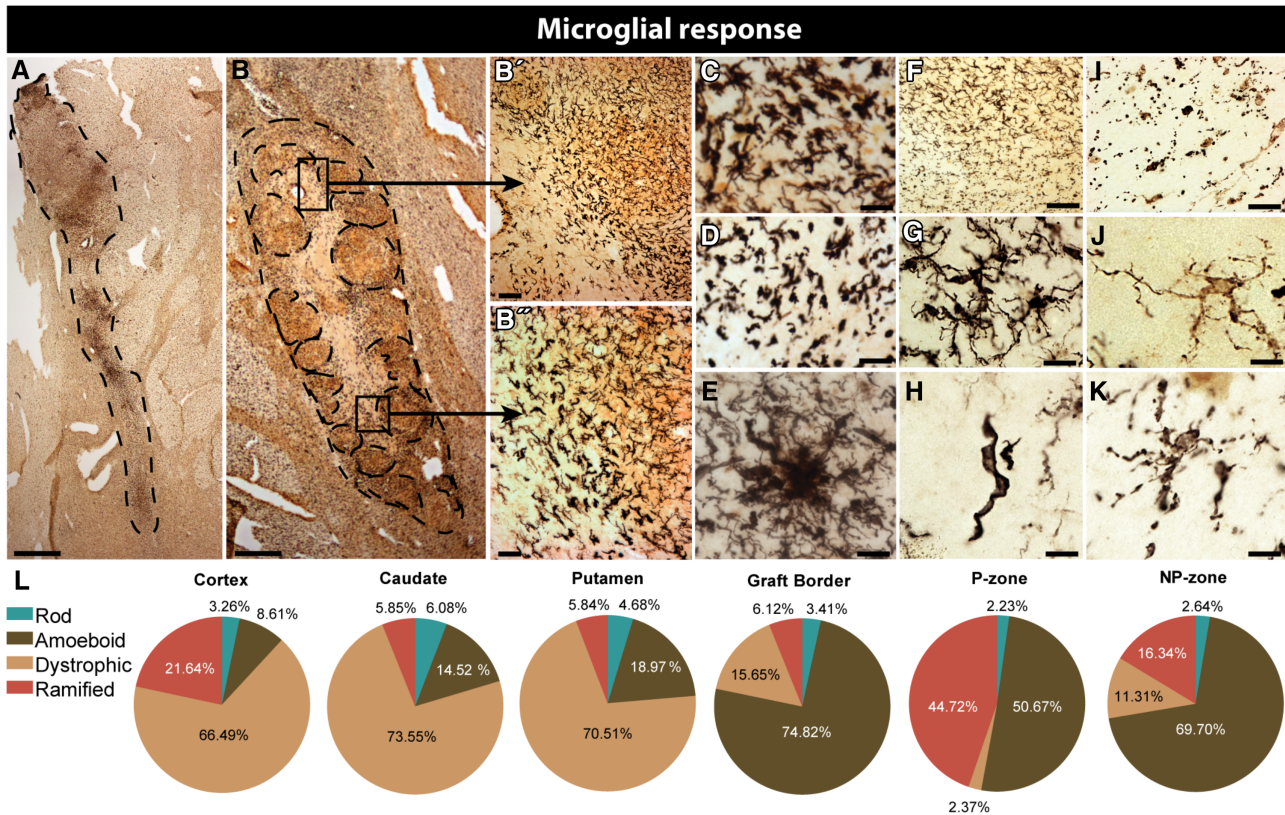 Microglial response
A
B
B´
C
F
I
D
G
J
B˝
E
H
K
L
Rod
Amoeboid
Dystrophic
Ramified
Cortex
3.26%
8.61%
21.64%
66.49%
Caudate
5.85%
6.08%
14.52 %
73.55%
Putamen
5.84%
4.68%
18.97 %
70.51%
Graft Border
6.12%
3.41%
15.65%
74.82%
P-zone
2.23%
44.72%
50.67%
2.37%
NP-zone
2.64%
16.34%
11.31%
69.70%